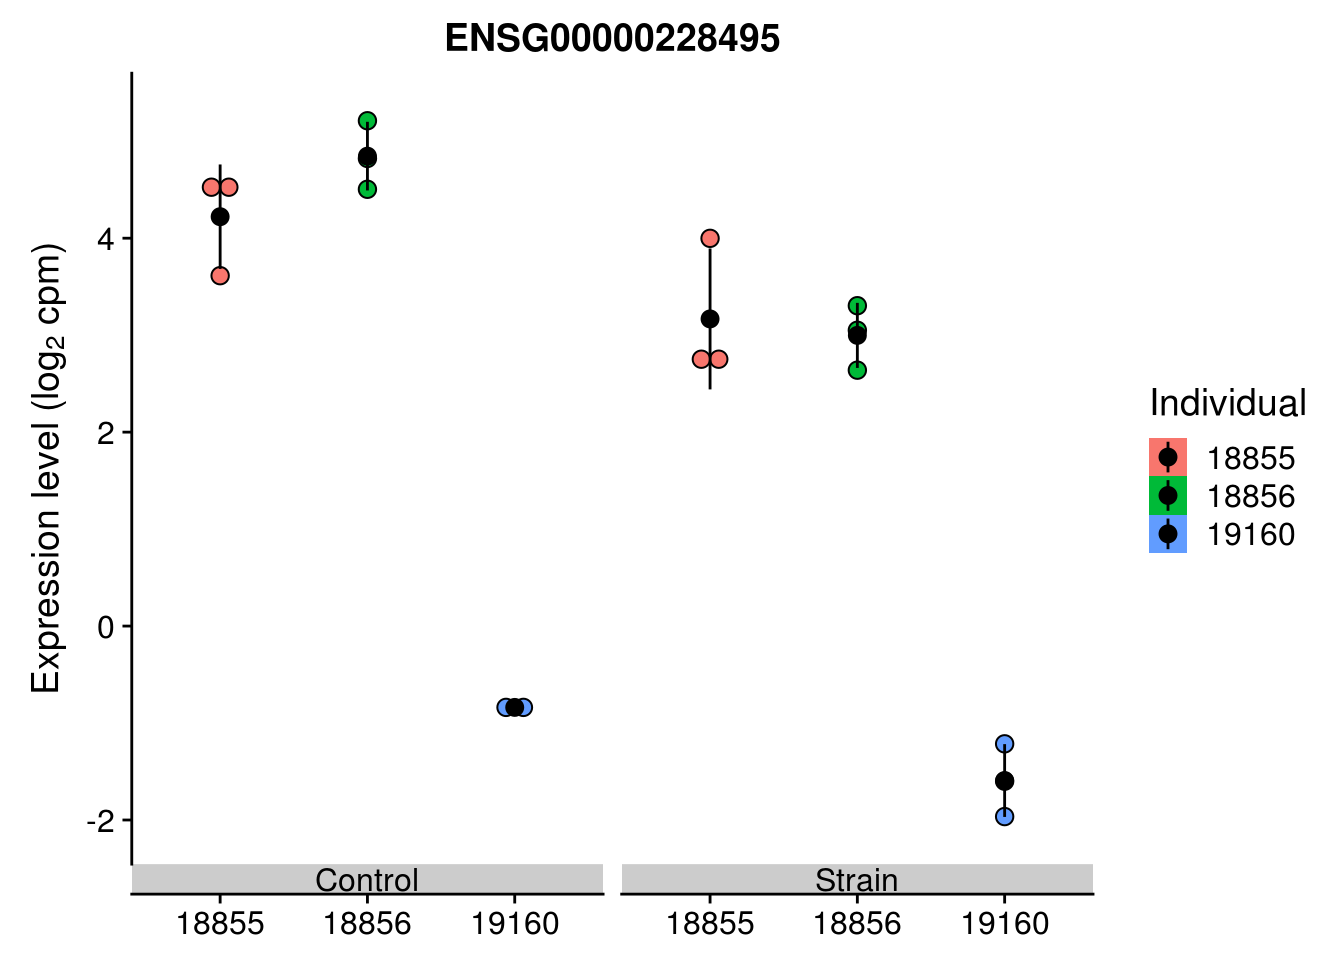 ENSG00000228495
Expression level (log2 cpm)
4
2
0
-2
Control
Strain
18855 18856 19160
18855 18856 19160
Individual
18855
18856
19160